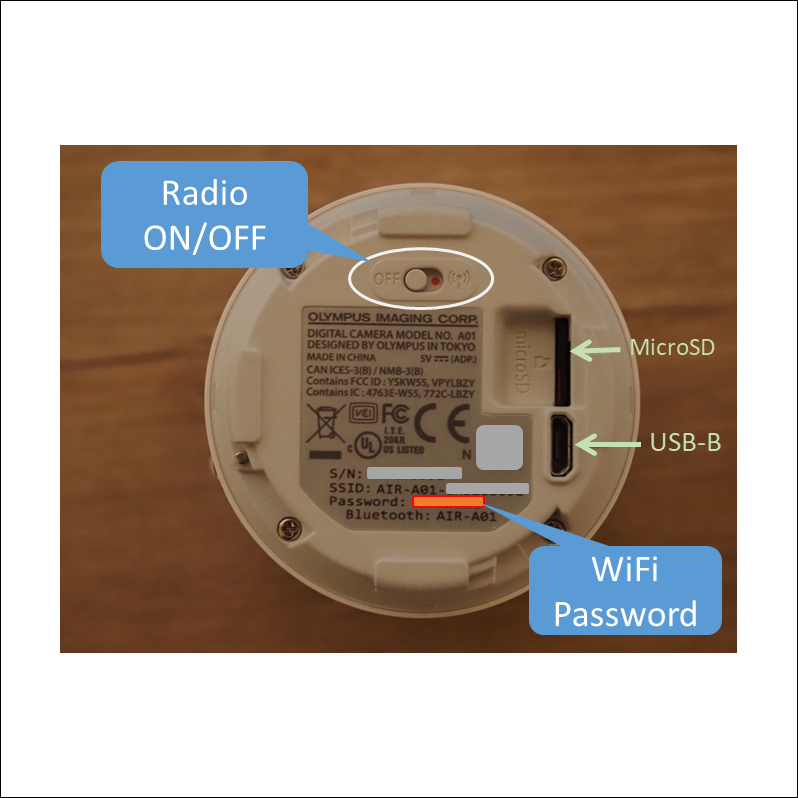 Radio
ON/OFF
OFF
OLYMPUS IMAGING CORP.
DIGITAL CAMERA MODEL NO. A01
DESIGNED BY OLYMPUS IN TOKYO
MADE IN CHINA 5V ⎓ (ADP.)
CAN ICES-3(B) / NMB-3(B)
Contains FCC ID : YSKW55, VPYLBZY
Contains IC : 4763E-W55, 772C-LBZY
microSD
MicroSD
VCI FC CE
I.T.E.
20KR
c UL US LISTED
N
USB-B
S/N:
SSID: AIR-A01-
Password:
Bluetooth: AIR-A01
WiFi
Password